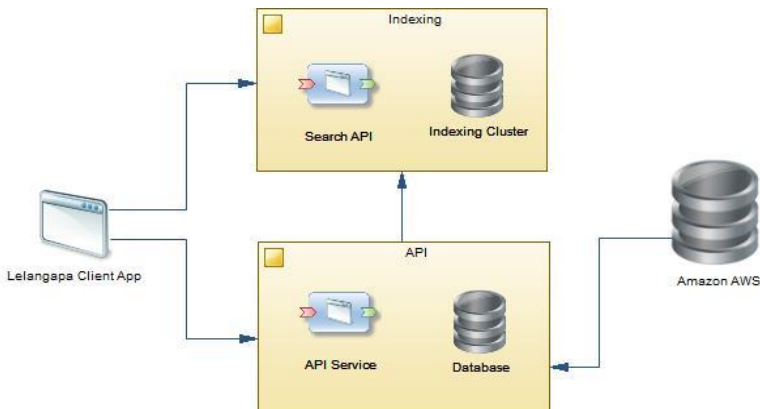 Indexing
Search API
Indexing Cluster
Lelangapa Client App
Amazon AWS
API
API Service
Database